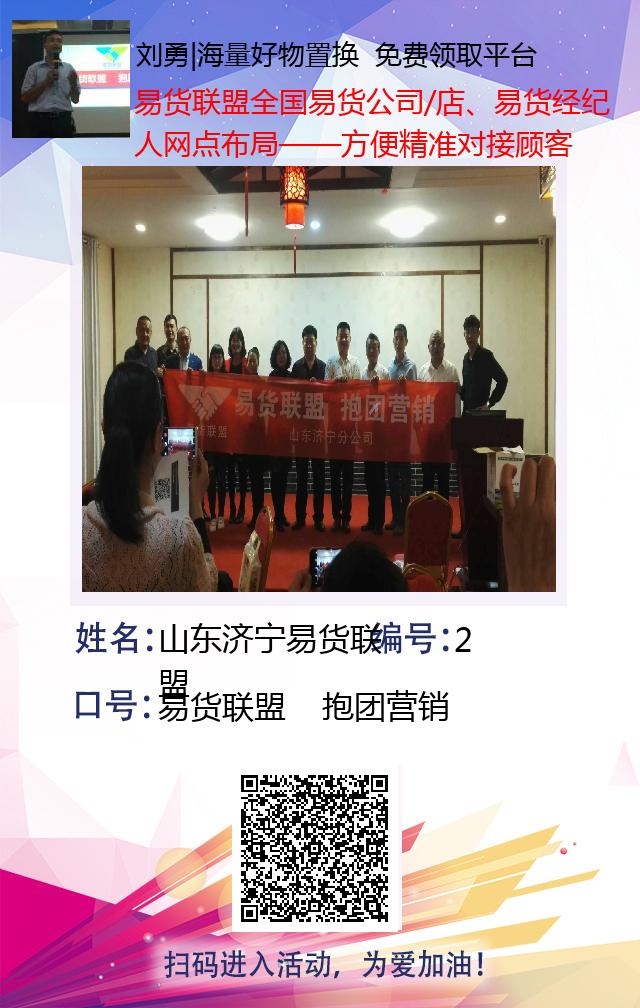 刘勇|海量好物置换 免费领取平台
易货联盟全国易货公司/店、易货经纪
人网点布局——方便精准对接顾客
易货联盟 抱团营销
山东济宁分公司
姓名：山东济宁易货联盟
编号：2
口号：易货联盟 抱团营销
扫码进入活动，为爱加油！